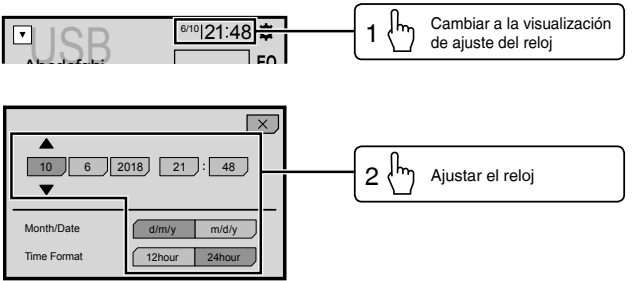 USB
6/10 21:48
1 Cambiar a la visualización
de ajuste del reloj
10 6 2018 21 : 48
2 Ajustar el reloj
Month/Date d/m/y m/d/y
Time Format 12hour 24hour